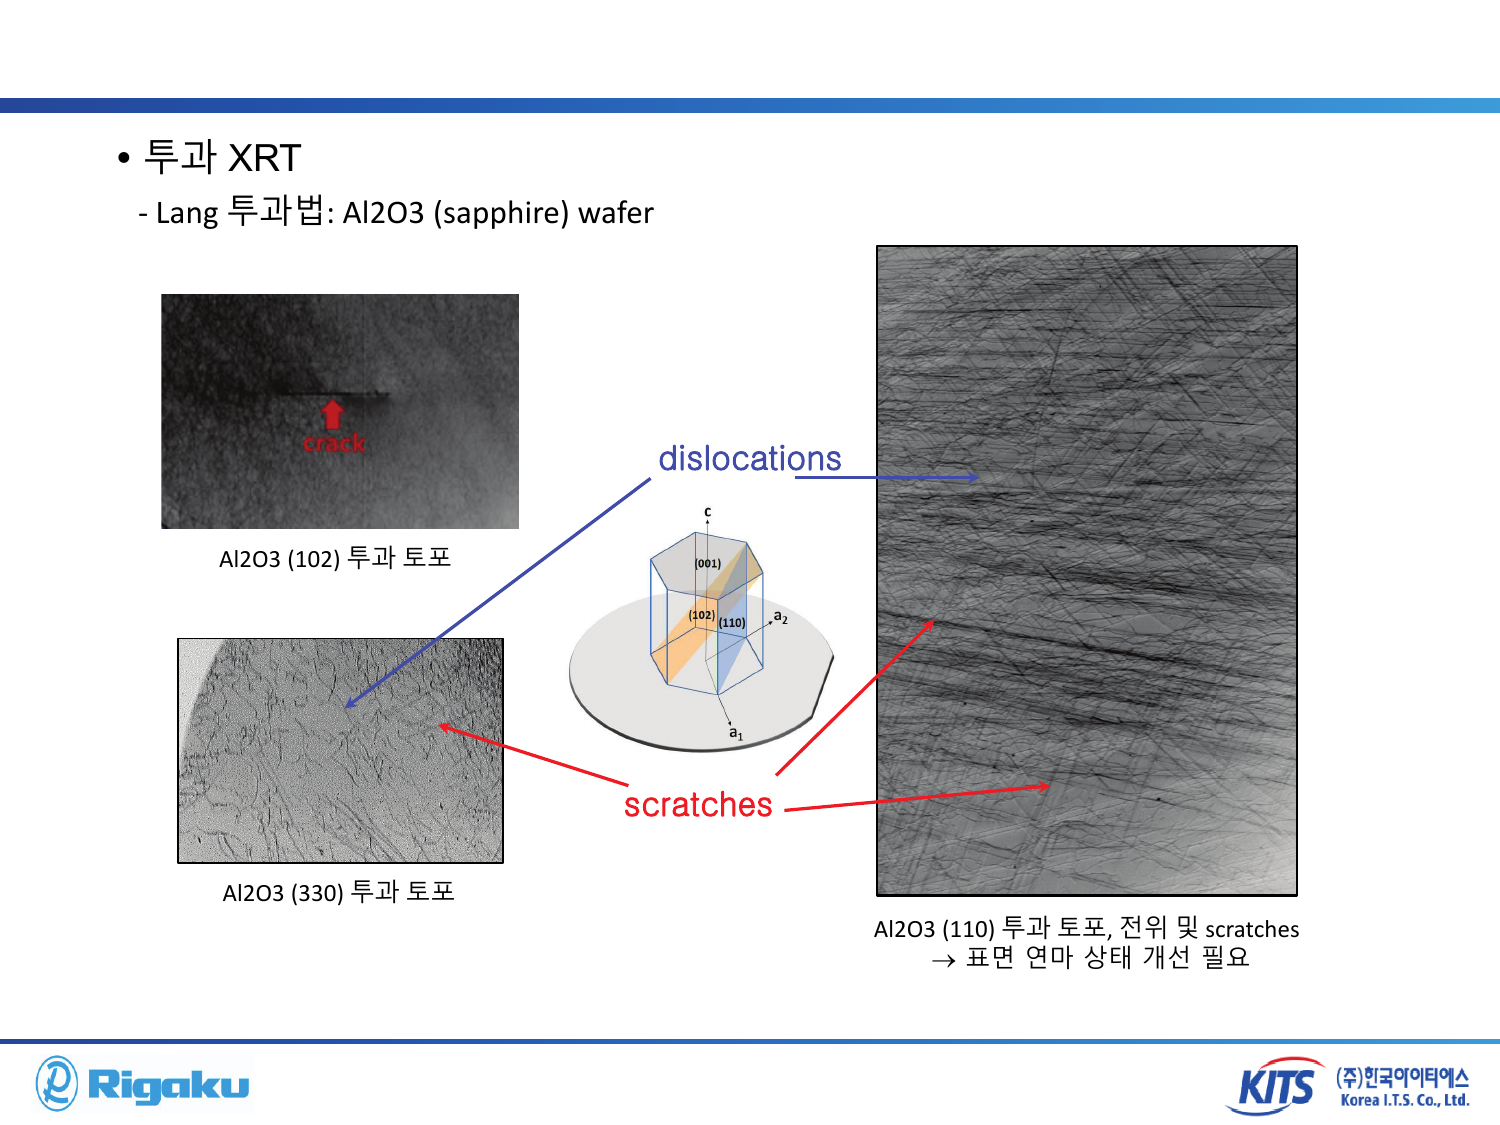 • 투과 XRT
- Lang 투과법: Al2O3 (sapphire) wafer
crack
Al2O3 (102) 투과 토포
dislocations
c
(001)
(102)
(110)
a2
a1
scratches
Al2O3 (330) 투과 토포
Al2O3 (110) 투과 토포, 전위 및 scratches
→ 표면 연마 상태 개선 필요
Rigaku
KITS
(주)한국아이티에스
Korea I.T.S. Co., Ltd.